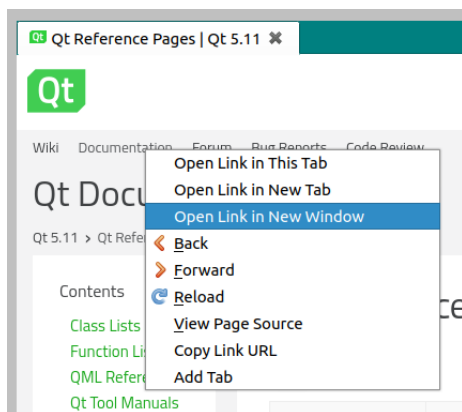 Qt Qt Reference Pages | Qt 5.11 ✖
Qt
Wiki Documentation Forum Bug Reports Code Review
Open Link in This Tab
Qt Docu
Open Link in New Tab
Open Link in New Window
Qt 5.11 > Qt Refe
Back
Forward
Contents
Reload
Class Lists
View Page Source
Function Lis
Copy Link URL
QML Refere
Add Tab
Qt Tool Manuals
ce